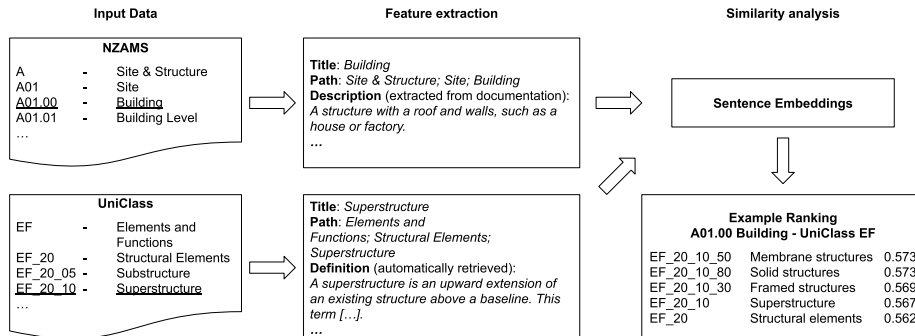 Input Data
Feature extraction
Similarity analysis
NZAMS
A - Site & Structure
A01 - Site
A01.00 - Building
A01.01 - Building Level
...
Title: Building
Path: Site & Structure; Site; Building
Description (extracted from documentation):
A structure with a roof and walls, such as a
house or factory.
...
Sentence Embeddings
UniClass
EF - Elements and
Functions
EF_20 - Structural Elements
EF_20_05 - Substructure
EF_20_10 - Superstructure
...
Title: Superstructure
Path: Elements and
Functions; Structural Elements;
Superstructure
Definition (automatically retrieved):
A superstructure is an upward extension of
an existing structure above a baseline. This
term [...].
...
Example Ranking
A01.00 Building - UniClass EF
EF_20_10_50 Membrane structures 0.573
EF_20_10_80 Solid structures 0.573
EF_20_10_30 Framed structures 0.569
EF_20_10 Superstructure 0.567
EF_20 Structural elements 0.562